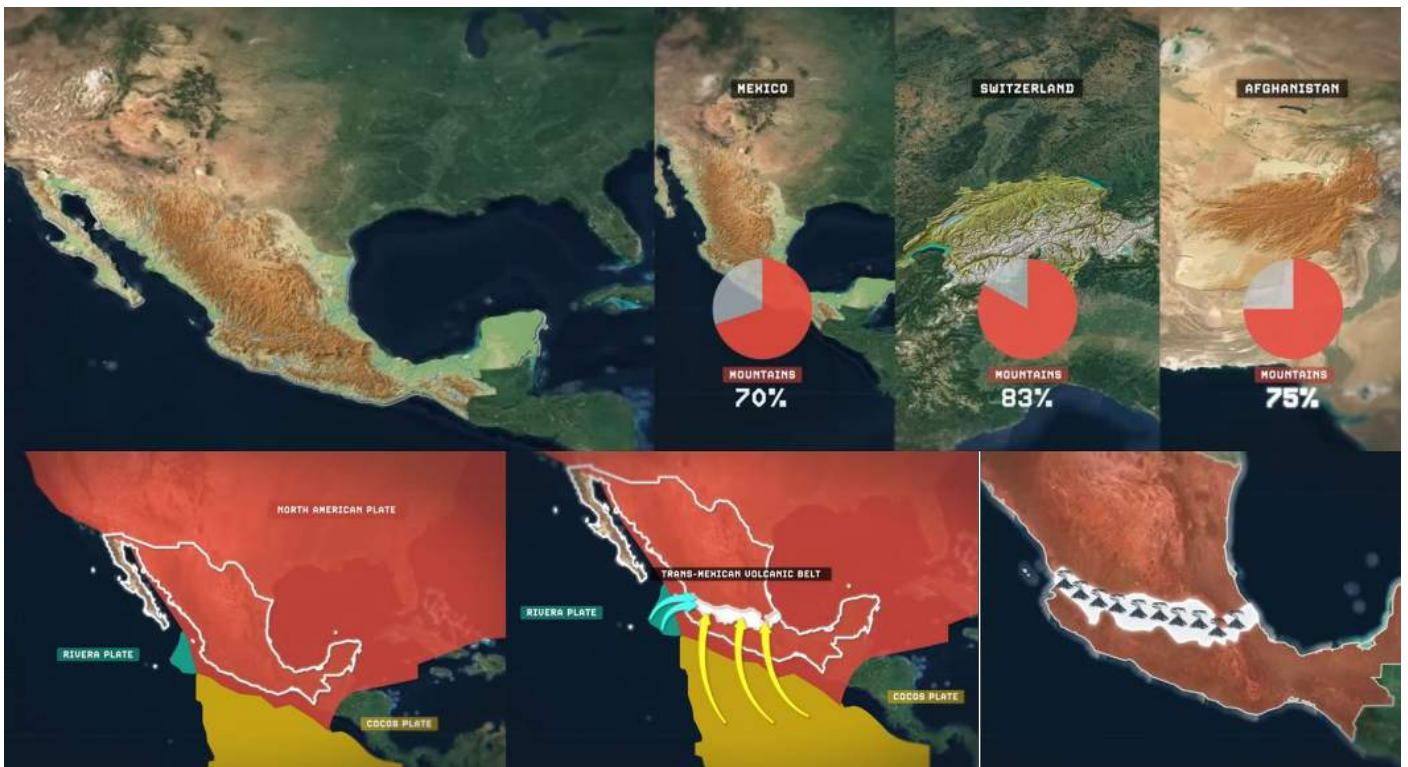 MEXICO
MOUNTAINS
70%
SWITZERLAND
MOUNTAINS
83%
AFGHANISTAN
MOUNTAINS
75%
NORTH AMERICAN PLATE
RIVERA PLATE
COCOS PLATE
TRANS-MEXICAN VOLCANIC BELT
RIVERA PLATE
COCOS PLATE